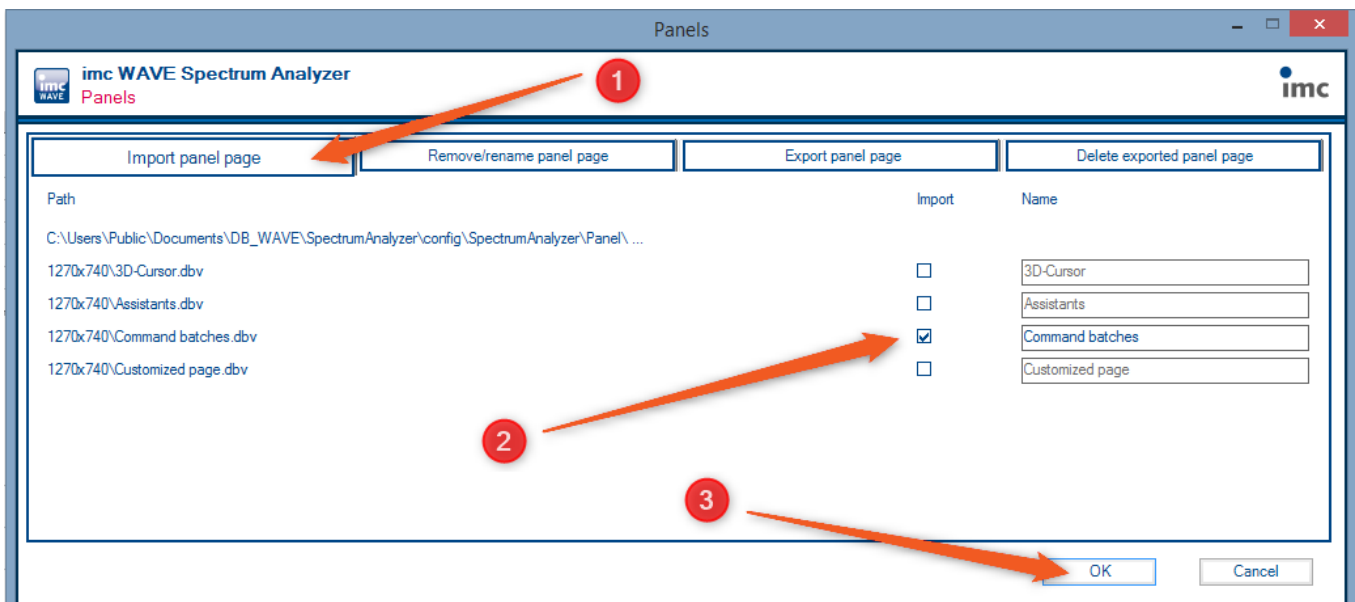 Panels
imc WAVE Spectrum Analyzer
imc WAVE
Panels
imc
1
Import panel page Remove/rename panel page Export panel page Delete exported panel page
Path Import Name
C:\Users\Public\Documents\DB_WAVE\SpectrumAnalyzer\config\SpectrumAnalyzer\Panel\ ...
1270x740\3D-Cursor.dbv 3D-Cursor
1270x740\Assistants.dbv Assistants
1270x740\Command batches.dbv Command batches
1270x740\Customized page.dbv Customized page
2
3
OK Cancel